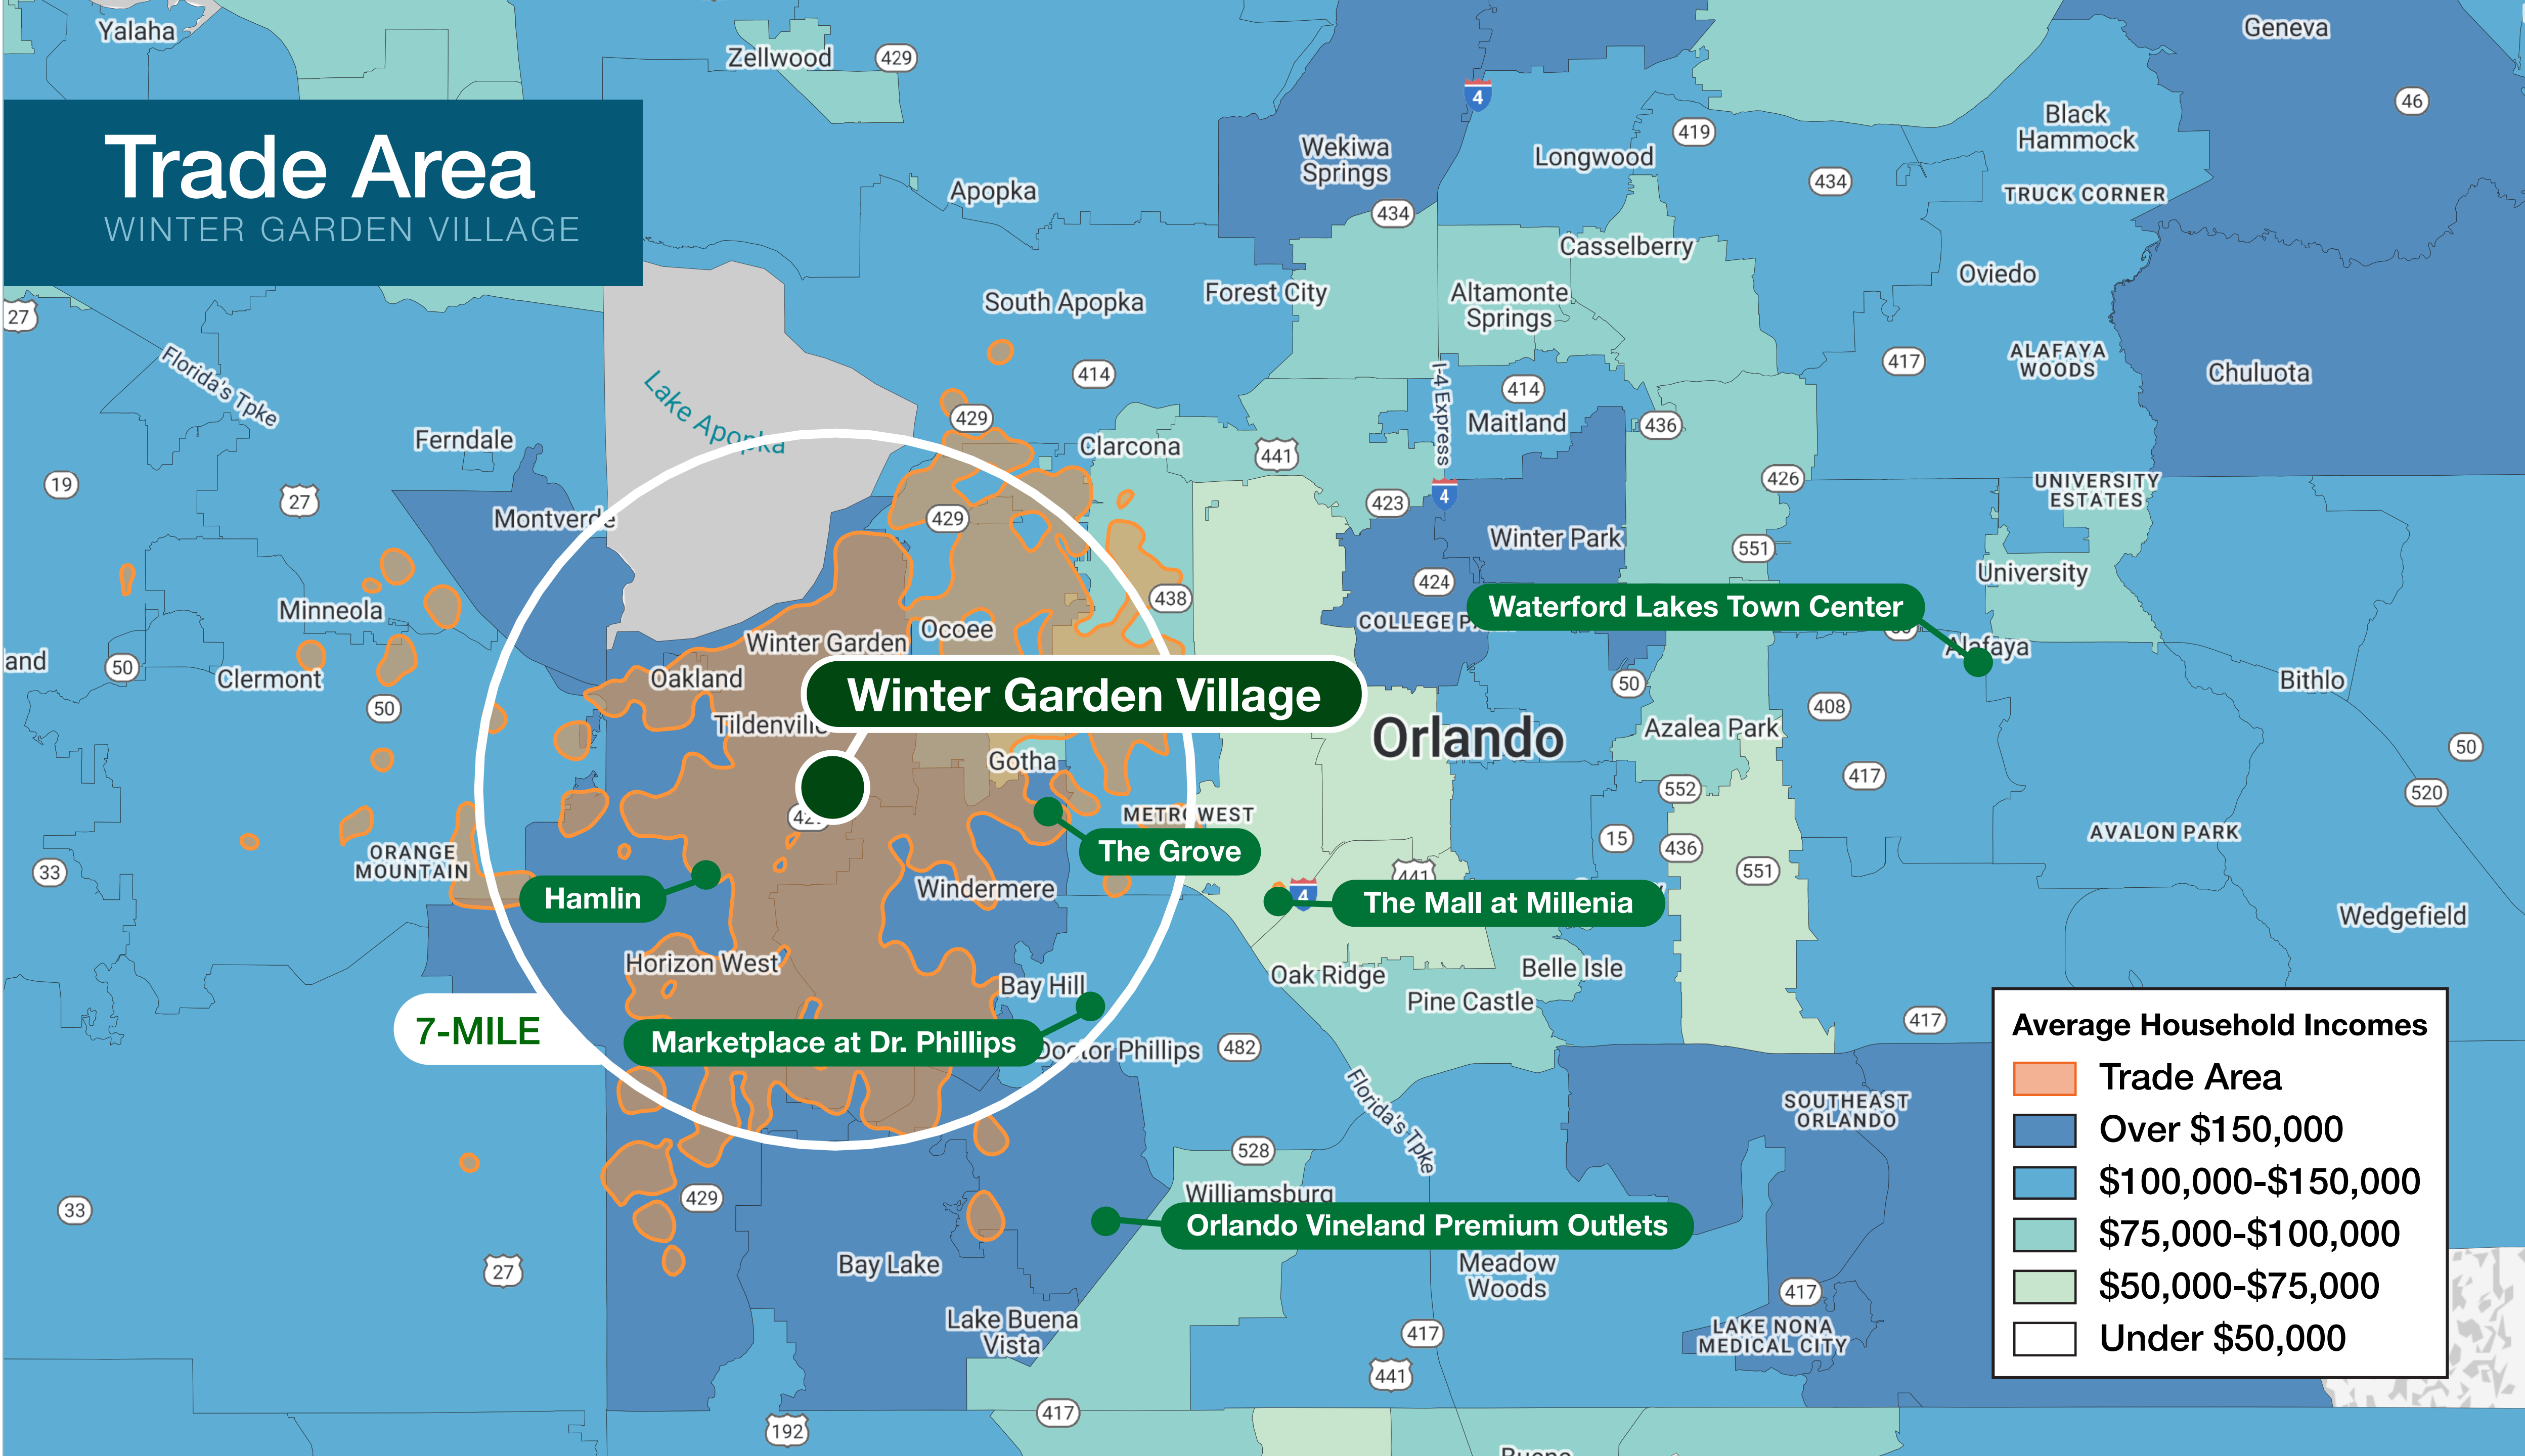 Trade Area
WINTER GARDEN VILLAGE
Yalaha
Zellwood
429
Geneva
4
46
Black
Hammock
419
Wekiwa
Springs
Longwood
434
Apopka
TRUCK CORNER
434
Casselberry
Oviedo
South Apopka
Forest City
Altamonte
Springs
27
Florida's Tpke
414
I-4 Express
414
417
ALAFAYA
WOODS
Chuluota
Lake Apopka
429
Maitland
436
Ferndale
Clarcona
441
19
27
423
4
426
UNIVERSITY
ESTATES
Montverde
429
Winter Park
551
University
424
Minneola
438
Waterford Lakes Town Center
COLLEGE P
Ocoee
Winter Garden
Alafaya
and
50
Clermont
Oakland
50
Bithlo
Winter Garden Village
50
408
Tildenville
Orlando
Azalea Park
50
Gotha
417
552
520
METROWEST
42
15
436
AVALON PARK
The Grove
ORANGE
MOUNTAIN
33
441
551
Windermere
Hamlin
4
The Mall at Millenia
Wedgefield
Horizon West
Oak Ridge
Belle Isle
Bay Hill
Pine Castle
7-MILE
Marketplace at Dr. Phillips
Doctor Phillips
482
417
Florida's Tpke
SOUTHEAST
ORLANDO
528
33
429
Williamsburg
Orlando Vineland Premium Outlets
27
Bay Lake
Meadow
Woods
417
Lake Buena
Vista
417
LAKE NONA
MEDICAL CITY
441
417
192
Average Household Incomes
Trade Area
Over $150,000
$100,000-$150,000
$75,000-$100,000
$50,000-$75,000
Under $50,000